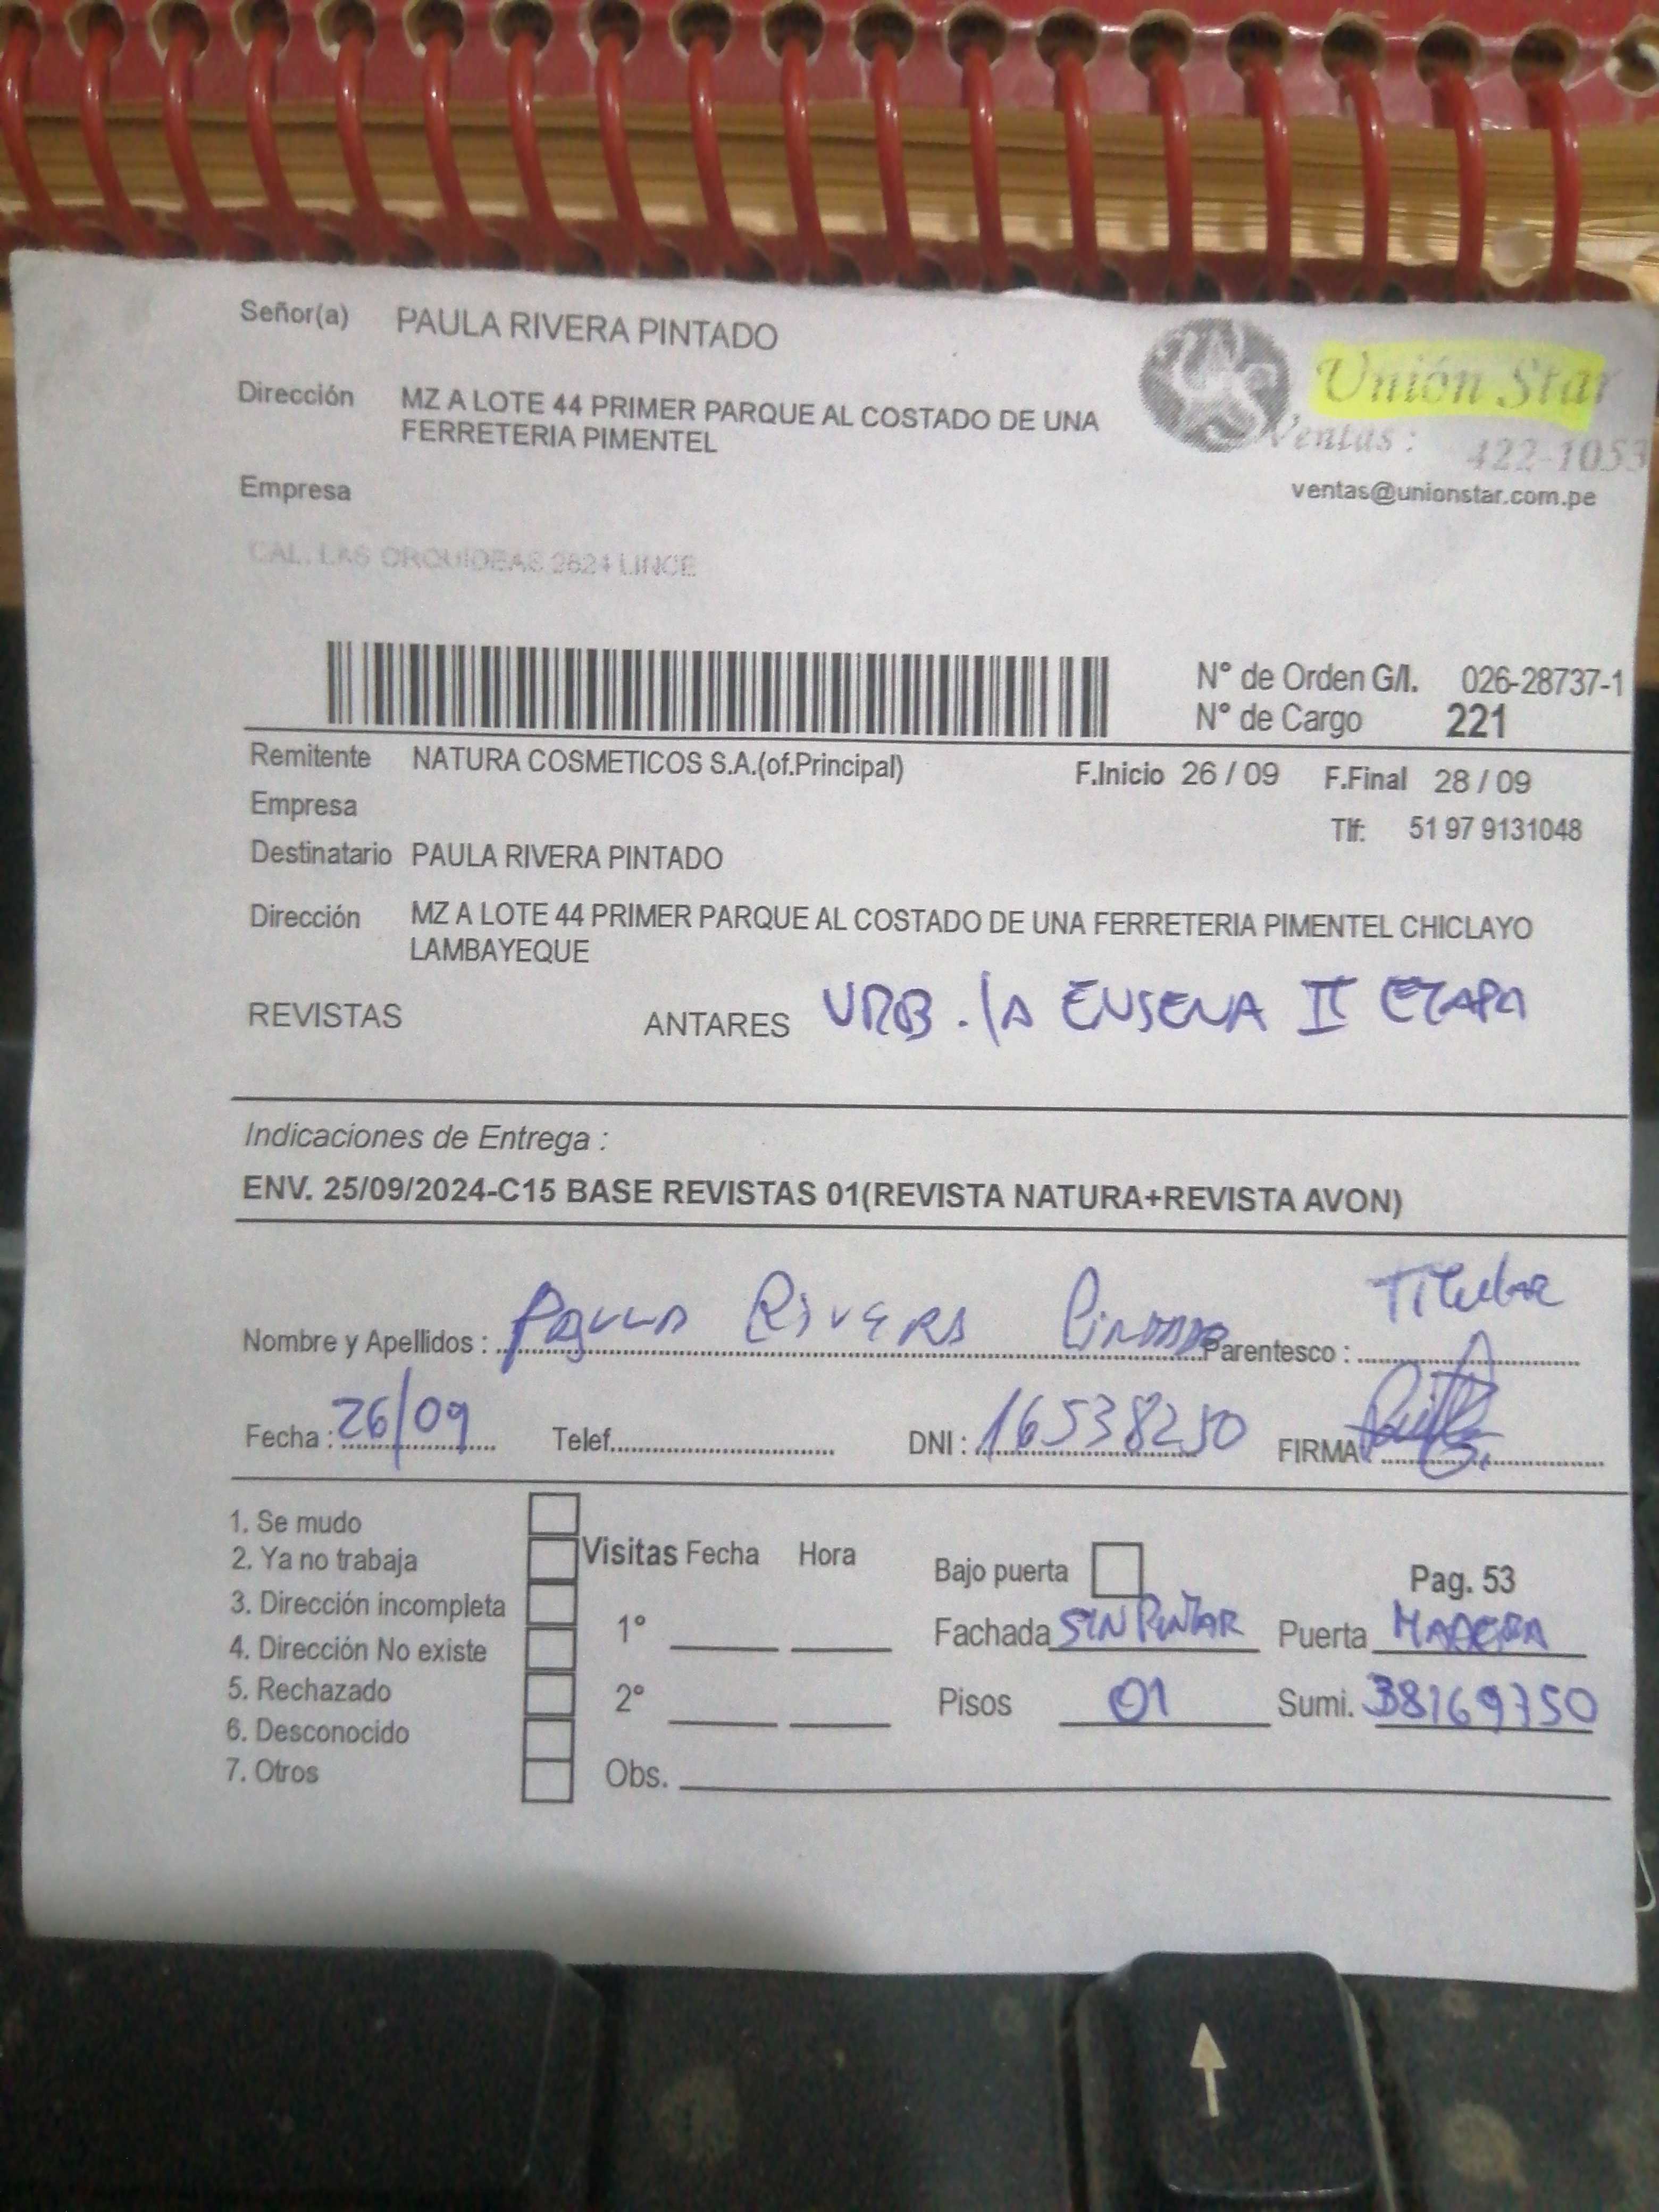 Señor(a) PAULA RIVERA PINTADO
Unión Star
Dirección MZ A LOTE 44 PRIMER PARQUE AL COSTADO DE UNA
FERRETERIA PIMENTEL
Ventas : 422-1053
Empresa
ventas@unionstar.com.pe
CAL. LAS ORQUIDEAS 2624 LINCE
N° de Orden G/I. 026-28737-1
N° de Cargo 221
Remitente NATURA COSMETICOS S.A.(of.Principal) F.Inicio 26 / 09 F.Final 28 / 09
Empresa
Tlf: 51 97 9131048
Destinatario PAULA RIVERA PINTADO
Dirección MZ A LOTE 44 PRIMER PARQUE AL COSTADO DE UNA FERRETERIA PIMENTEL CHICLAYO
LAMBAYEQUE
REVISTAS ANTARES URB. LA ENSENA II ETAPA
Indicaciones de Entrega :
ENV. 25/09/2024-C15 BASE REVISTAS 01(REVISTA NATURA+REVISTA AVON)
Nombre y Apellidos : Paula Rivera Pintado Parentesco : Titular
Fecha : 26/09 Telef. DNI : 16538250 FIRMA
1. Se mudo
2. Ya no trabaja Visitas Fecha Hora Bajo puerta Pag. 53
3. Dirección incompleta 1° Fachada SIN PINTAR Puerta MADERA
4. Dirección No existe
5. Rechazado 2° Pisos 01 Sumi. 38169750
6. Desconocido
7. Otros Obs.